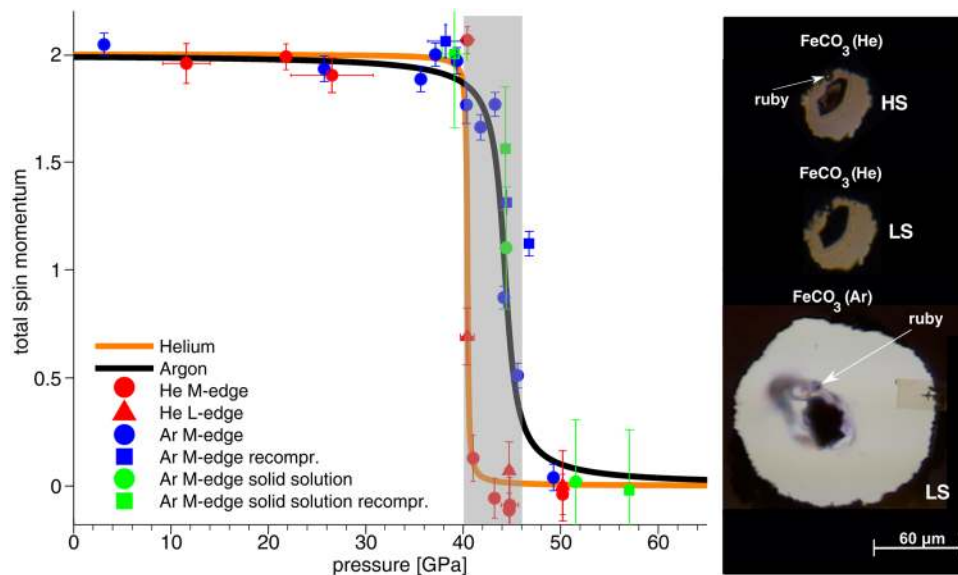 total spin momentum
2
1.5
1
0.5
0
0
10
20
30
40
50
60
pressure [GPa]
Helium
Argon
He M-edge
He L-edge
Ar M-edge
Ar M-edge recompr.
Ar M-edge solid solution
Ar M-edge solid solution recompr.
FeCO₃(He)
ruby
HS
FeCO₃(He)
LS
FeCO₃(Ar)
ruby
LS
60 μm